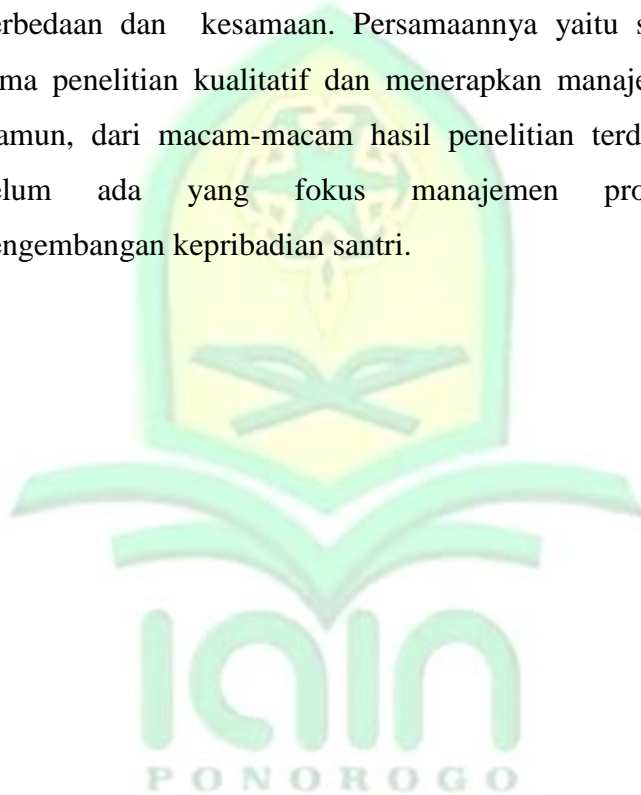 erbedaan dan kesamaan. Persamaannya yaitu s
ma penelitian kualitatif dan menerapkan manaje
amun, dari macam-macam hasil penelitian terd
elum ada yang fokus manajemen pro
engembangan kepribadian santri.
iain
PONOROGO